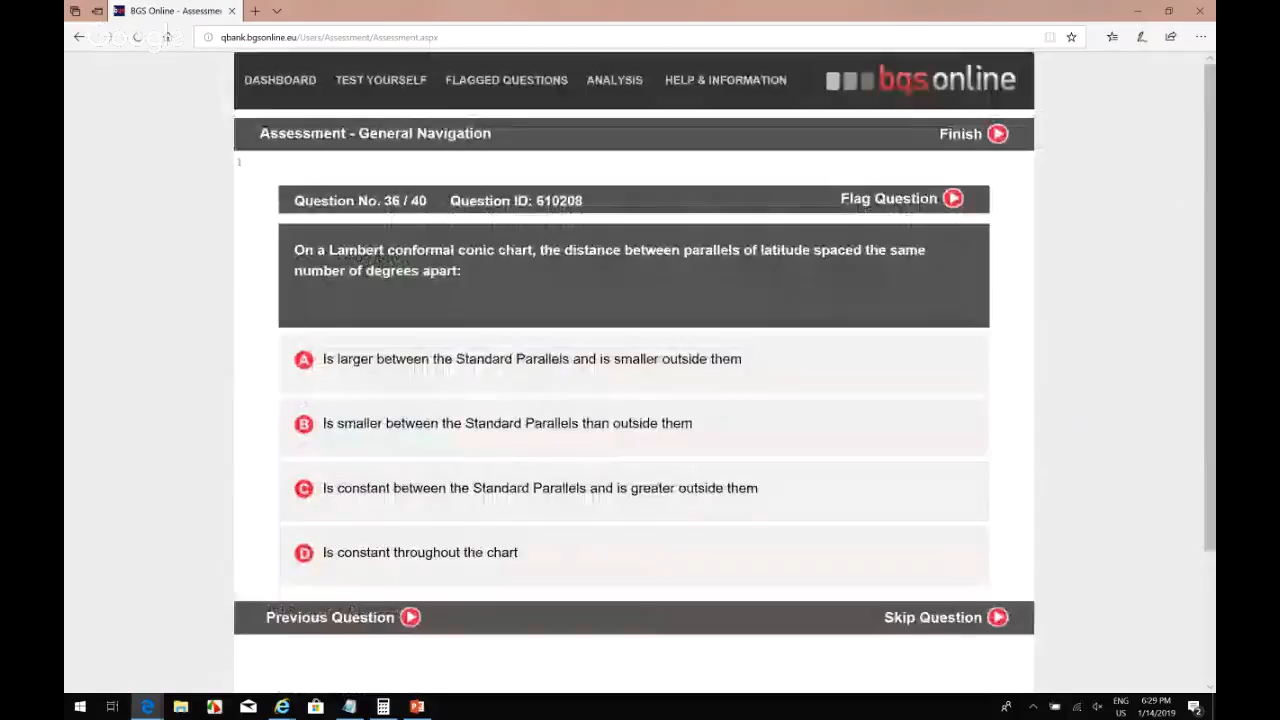 BGS Online - Assessmer
Google
qbank.bgsonline.eu/Users/Assessment/Assessment.aspx
DASHBOARD TEST YOURSELF FLAGGED QUESTIONS ANALYSIS HELP & INFORMATION bgsonline
Assessment - General Navigation Finish
1
Question No. 36 / 40 Question ID: 610208 Flag Question
On a Lambert conformal conic chart, the distance between parallels of latitude spaced the same
number of degrees apart:
A Is larger between the Standard Parallels and is smaller outside them
B Is smaller between the Standard Parallels than outside them
C Is constant between the Standard Parallels and is greater outside them
D Is constant throughout the chart
Previous Question Skip Question
ENG 6:29 PM
US 1/14/2019 2